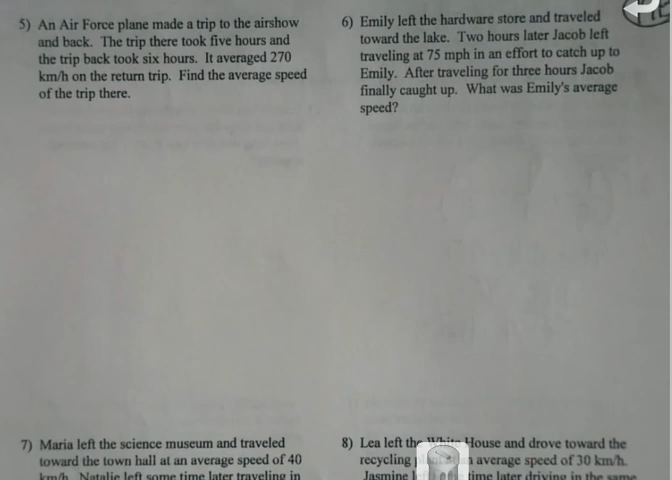 5) An Air Force plane made a trip to the airshow
and back. The trip there took five hours and
the trip back took six hours. It averaged 270
km/h on the return trip. Find the average speed
of the trip there.
6) Emily left the hardware store and traveled
toward the lake. Two hours later Jacob left
traveling at 75 mph in an effort to catch up to
Emily. After traveling for three hours Jacob
finally caught up. What was Emily's average
speed?
7) Maria left the science museum and traveled
toward the town hall at an average speed of 40
km/h. Natalie left some time later traveling in
8) Lea left the White House and drove toward the
recycling average speed of 30 km/h.
Jasmine time later driving in the same